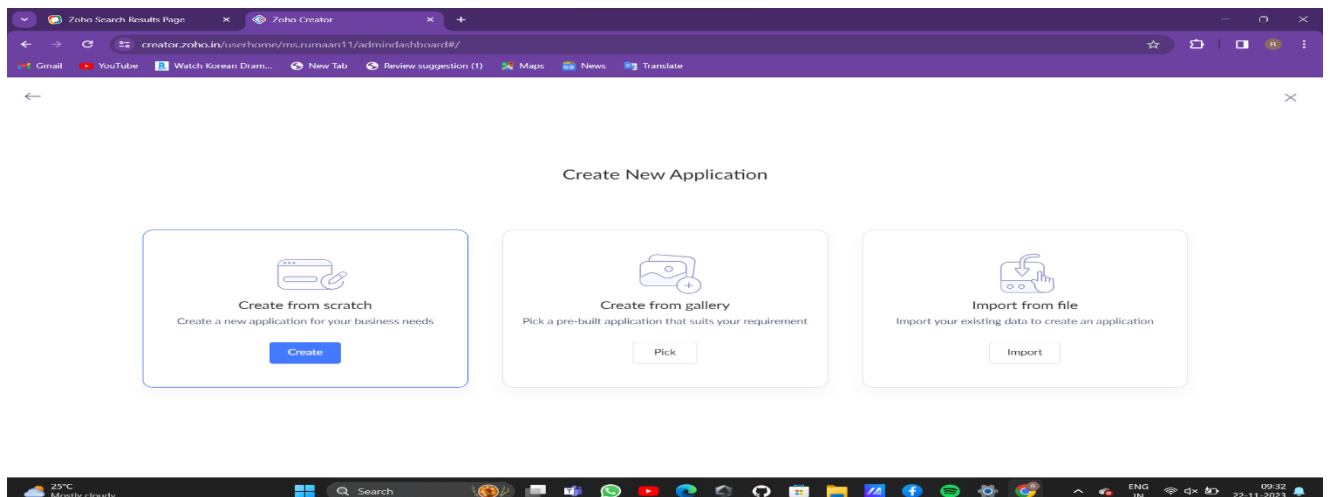 Zoho Search Results Page
Zoho Creator
creator.zoho.in/userhome/ms.rumaan11/admindashboard#/
R
Gmail YouTube Watch Korean Dram... New Tab Review suggestion (1) Maps News Translate
Create New Application
Create from scratch
Create a new application for your business needs
Create
Create from gallery
Pick a pre-built application that suits your requirement
Pick
Import from file
Import your existing data to create an application
Import
25°C
Mostly cloudy
Search
ENG
IN
09:32
22-11-2023